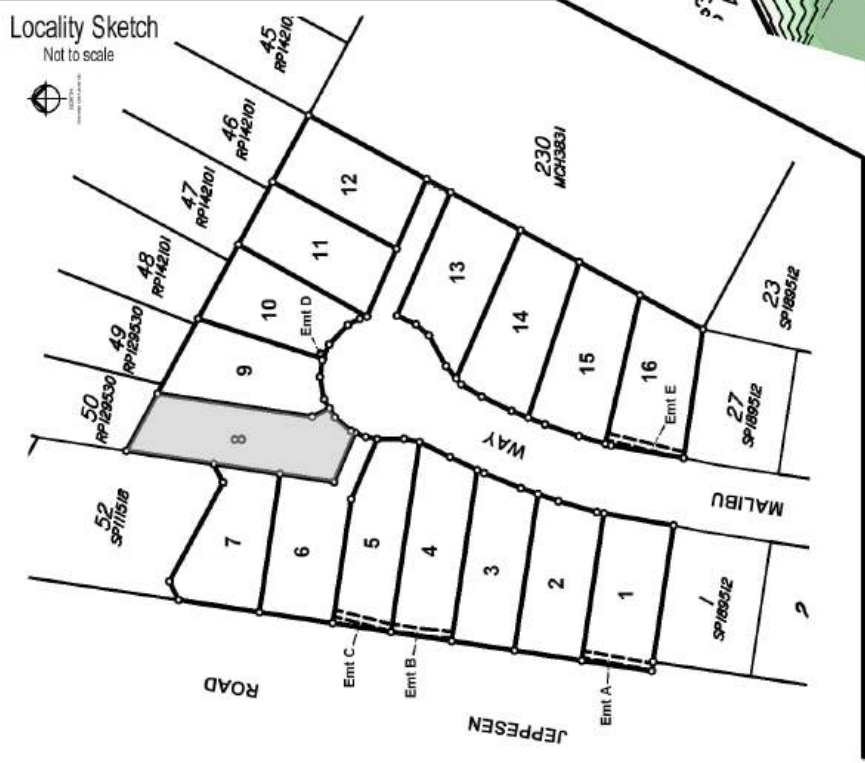 Locality Sketch
Not to scale
45
RP142101
46
RP142101
47
RP142101
48
RP142101
49
RP129530
50
RP129530
52
SP111518
230
MCH3831
23
SP189512
27
SP189512
1
SP189512
12
11
10
Emt D
9
8
7
6
5
4
3
2
1
13
14
15
16
Emt E
Emt C
Emt B
Emt A
WAY
MALIBU
ROAD
JEPPESEN